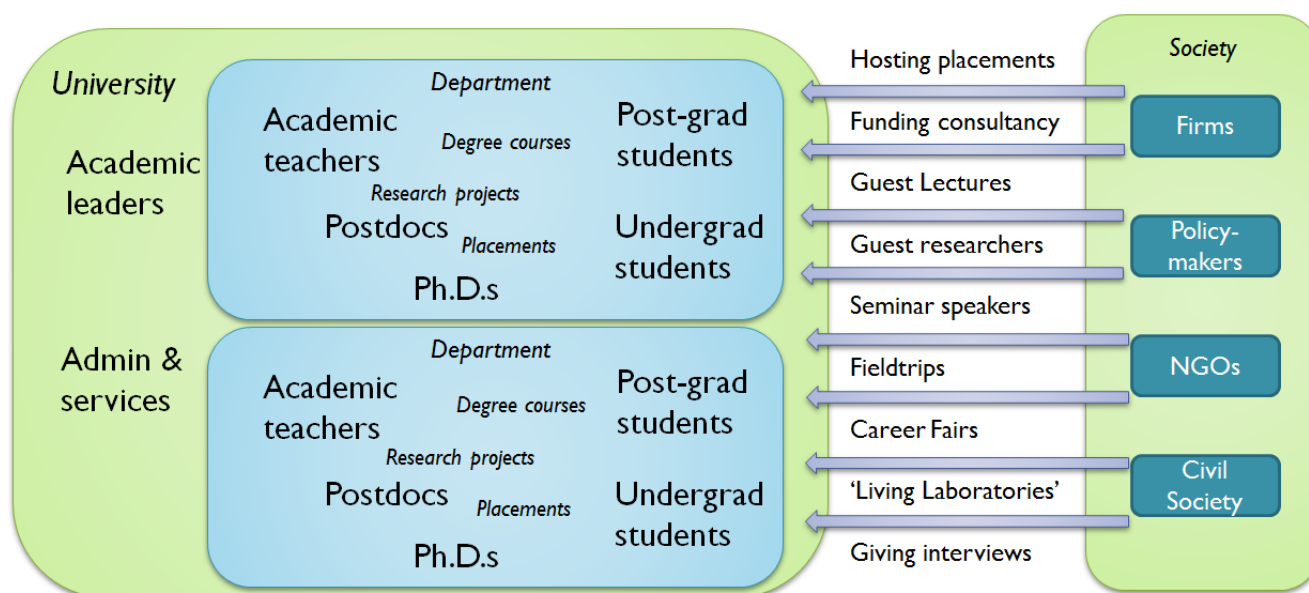 University
Academic
leaders
Admin &
services
Department
Academic
teachers
Degree courses
Post-grad
students
Research projects
Postdocs
Placements
Undergrad
students
Ph.D.s
Department
Academic
teachers
Degree courses
Post-grad
students
Research projects
Postdocs
Placements
Undergrad
students
Ph.D.s
Hosting placements
Funding consultancy
Guest Lectures
Guest researchers
Seminar speakers
Fieldtrips
Career Fairs
‘Living Laboratories’
Giving interviews
Society
Firms
Policy-
makers
NGOs
Civil
Society